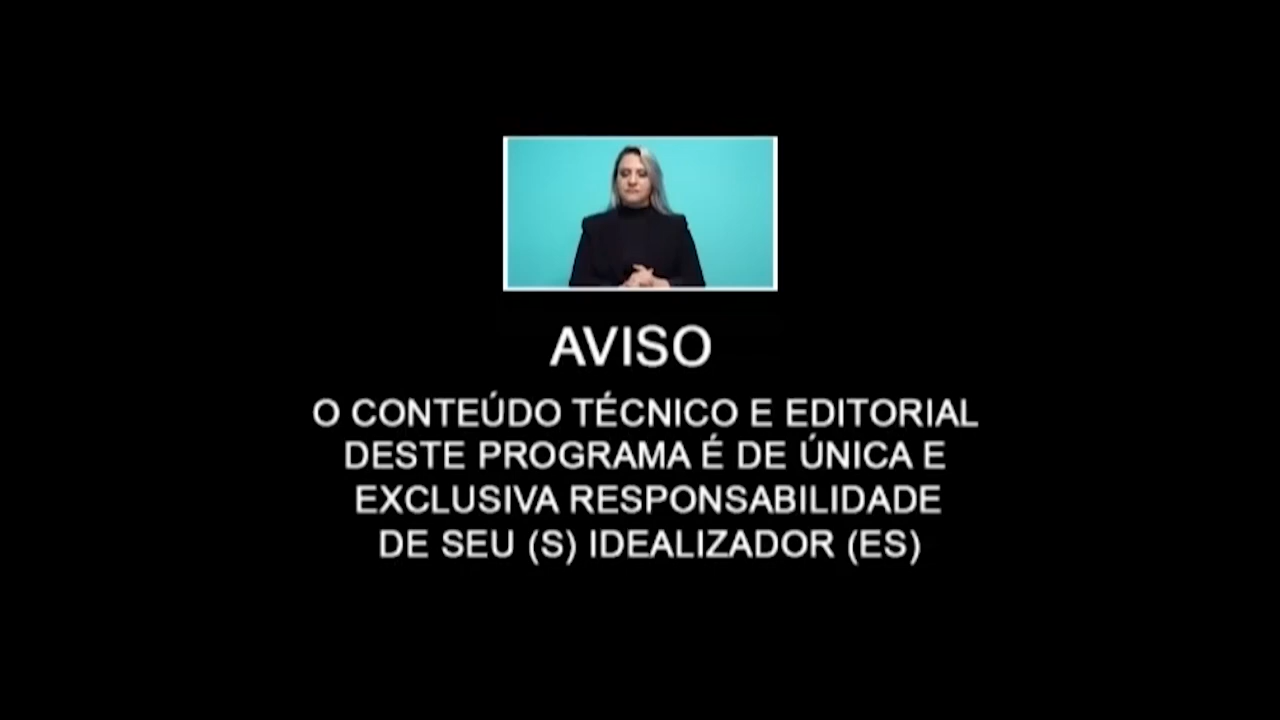 AVISO
O CONTEÚDO TÉCNICO E EDITORIAL
DESTE PROGRAMA É DE ÚNICA E
EXCLUSIVA RESPONSABILIDADE
DE SEU (S) IDEALIZADOR (ES)